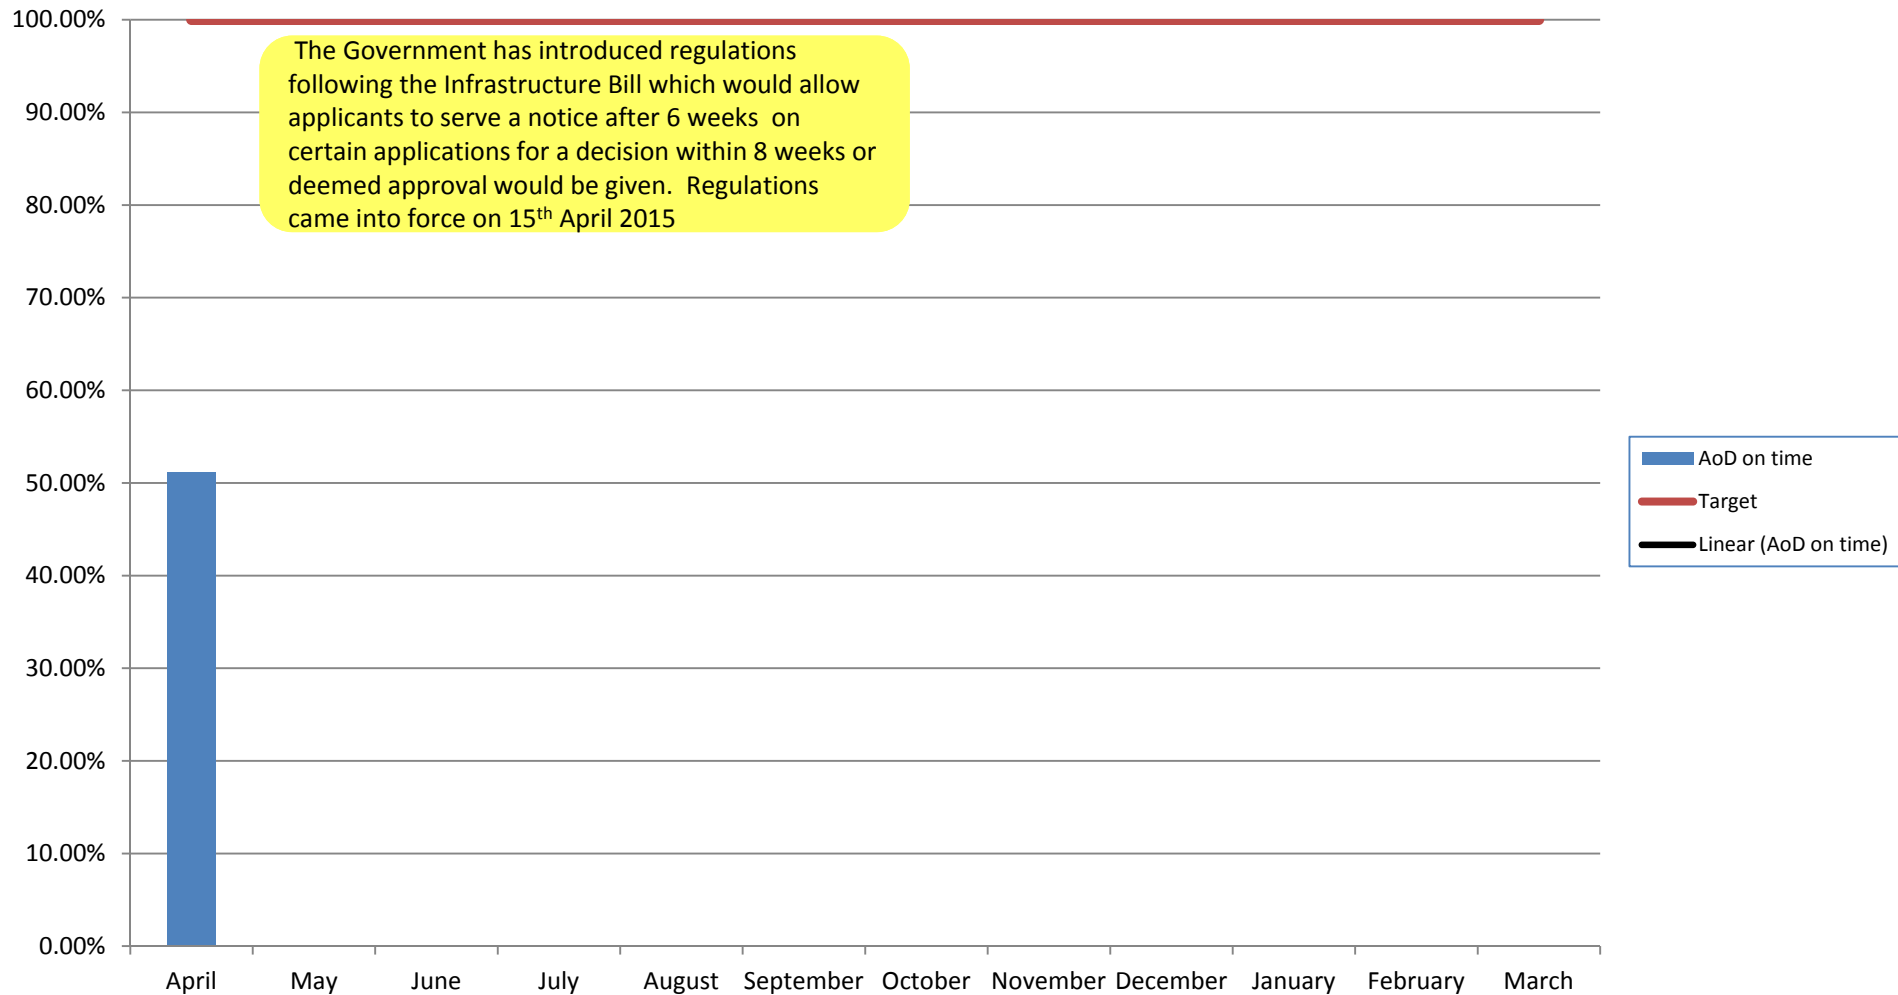 100.00%
90.00%
80.00%
70.00%
60.00%
50.00%
40.00%
30.00%
20.00%
10.00%
0.00%
The Government has introduced regulations
following the Infrastructure Bill which would allow
applicants to serve a notice after 6 weeks  on
certain applications for a decision within 8 weeks or
deemed approval would be given.  Regulations
came into force on 15th April 2015
April May June July August September October November December January February March
AoD on time
Target
Linear (AoD on time)